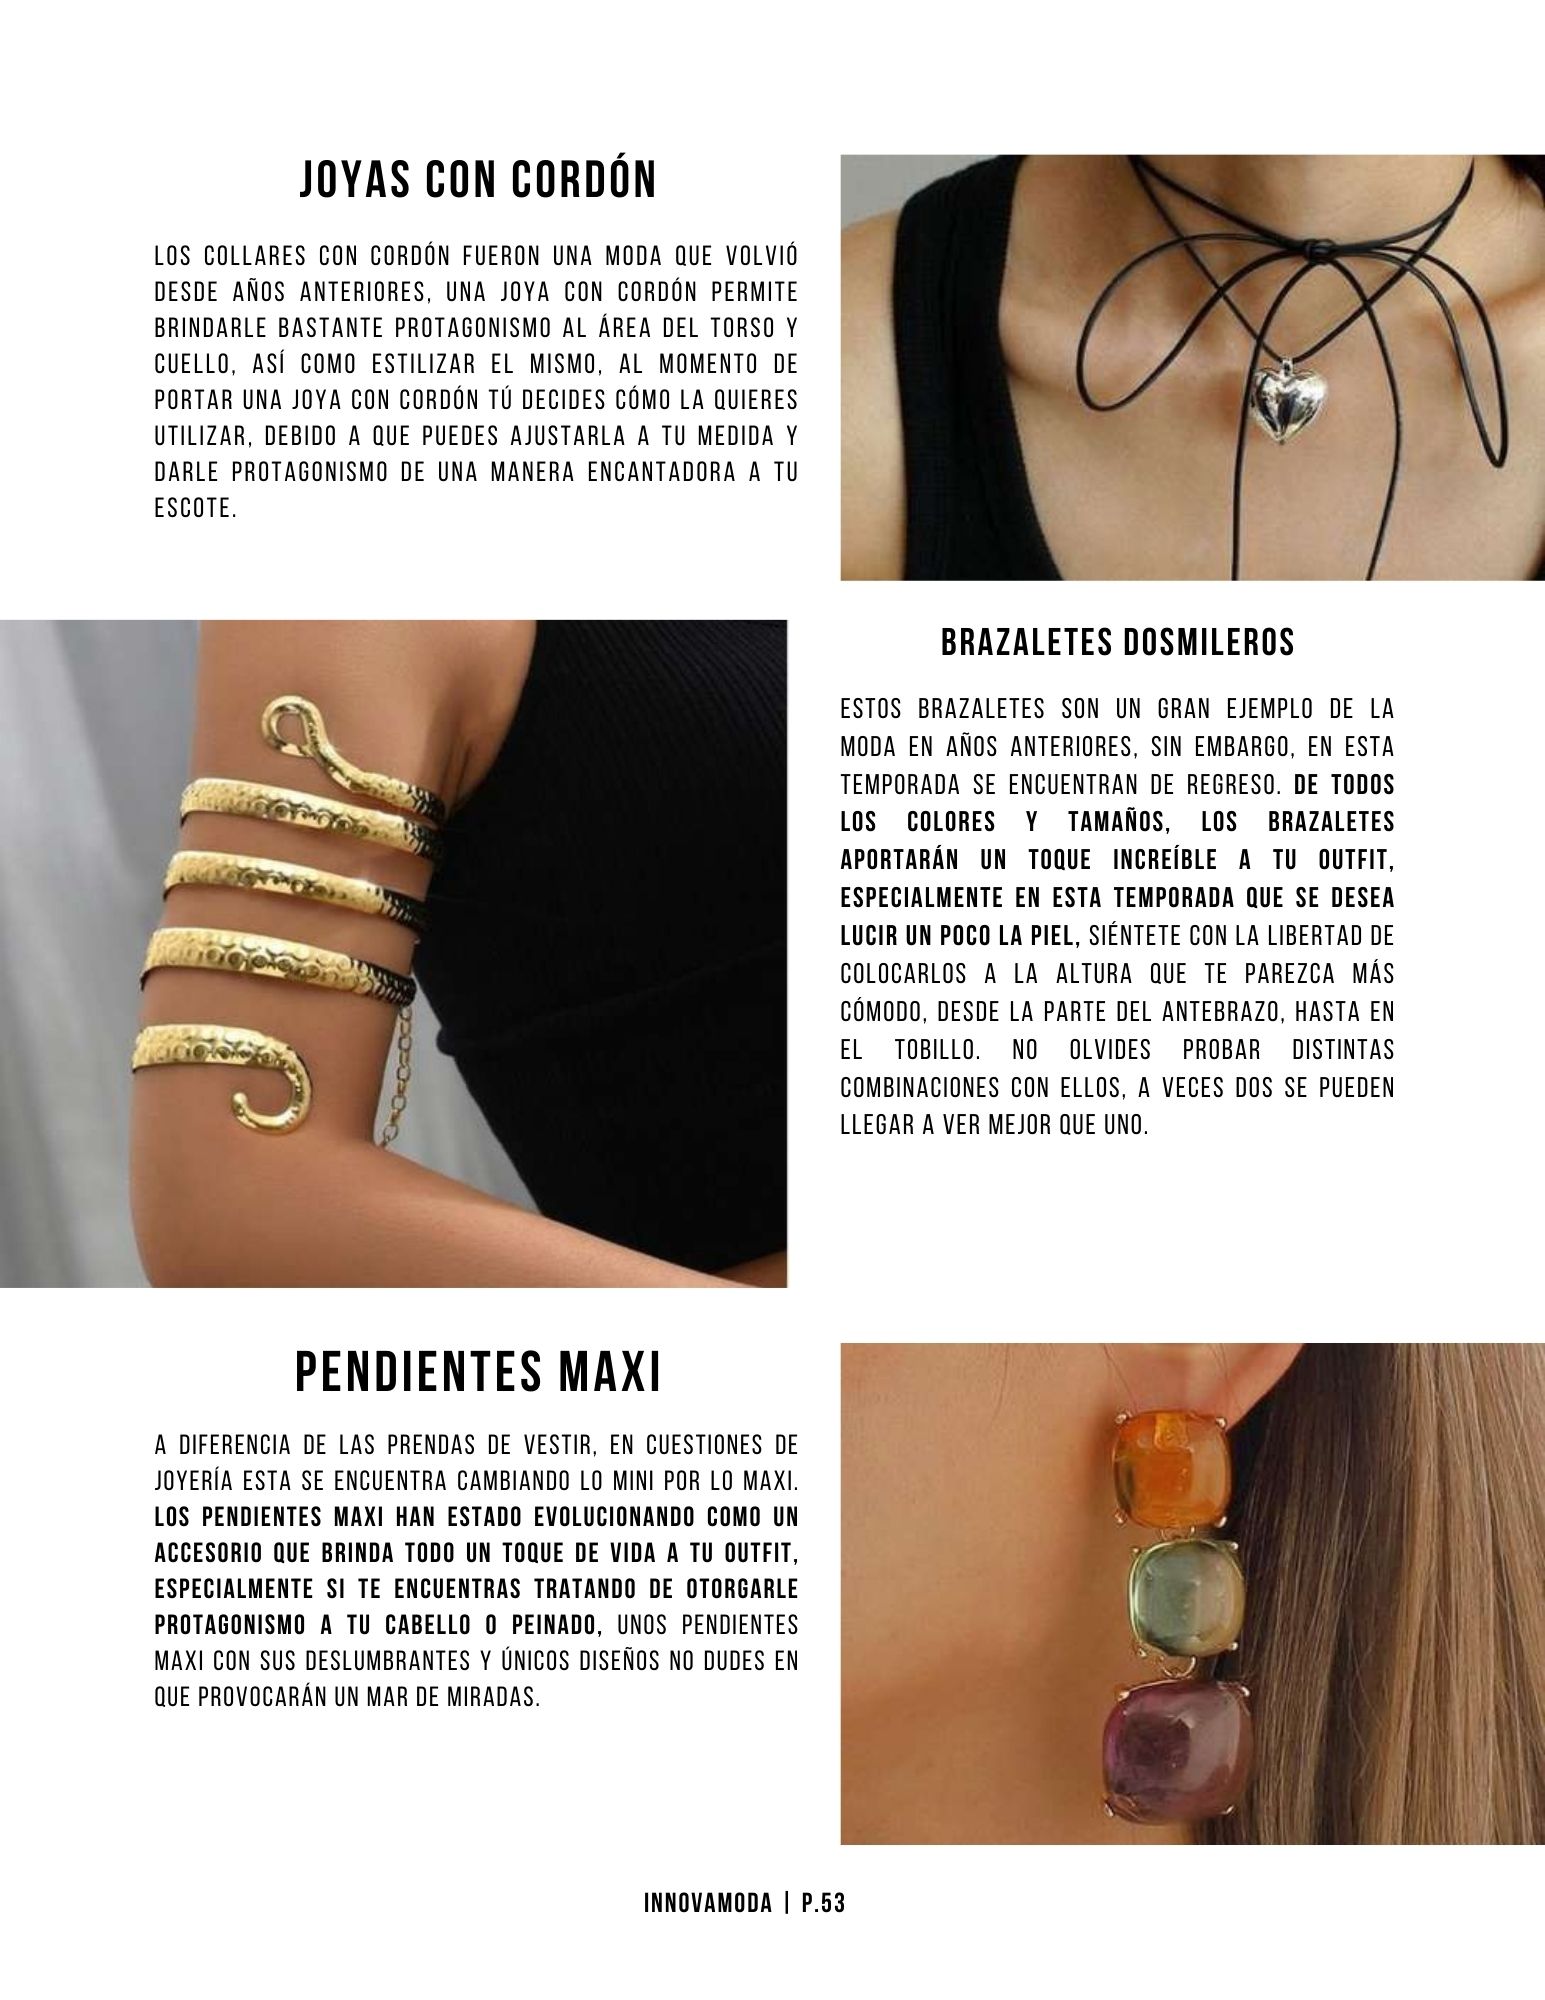 JOYAS CON CORDÓN
LOS COLLARES CON CORDÓN FUERON UNA MODA QUE VOLVIÓ
DESDE AÑOS ANTERIORES, UNA JOYA CON CORDÓN PERMITE
BRINDARLE BASTANTE PROTAGONISMO AL ÁREA DEL TORSO Y
CUELLO, ASÍ COMO ESTILIZAR EL MISMO, AL MOMENTO DE
PORTAR UNA JOYA CON CORDÓN TÚ DECIDES CÓMO LA QUIERES
UTILIZAR, DEBIDO A QUE PUEDES AJUSTARLA A TU MEDIDA Y
DARLE PROTAGONISMO DE UNA MANERA ENCANTADORA A TU
ESCOTE.
BRAZALETES DOSMILEROS
ESTOS BRAZALETES SON UN GRAN EJEMPLO DE LA
MODA EN AÑOS ANTERIORES, SIN EMBARGO, EN ESTA
TEMPORADA SE ENCUENTRAN DE REGRESO. DE TODOS
LOS COLORES Y TAMAÑOS, LOS BRAZALETES
APORTARÁN UN TOQUE INCREÍBLE A TU OUTFIT,
ESPECIALMENTE EN ESTA TEMPORADA QUE SE DESEA
LUCIR UN POCO LA PIEL, SIÉNTETE CON LA LIBERTAD DE
COLOCARLOS A LA ALTURA QUE TE PAREZCA MÁS
CÓMODO, DESDE LA PARTE DEL ANTEBRAZO, HASTA EN
EL TOBILLO. NO OLVIDES PROBAR DISTINTAS
COMBINACIONES CON ELLOS, A VECES DOS SE PUEDEN
LLEGAR A VER MEJOR QUE UNO.
PENDIENTES MAXI
A DIFERENCIA DE LAS PRENDAS DE VESTIR, EN CUESTIONES DE
JOYERÍA ESTA SE ENCUENTRA CAMBIANDO LO MINI POR LO MAXI.
LOS PENDIENTES MAXI HAN ESTADO EVOLUCIONANDO COMO UN
ACCESORIO QUE BRINDA TODO UN TOQUE DE VIDA A TU OUTFIT,
ESPECIALMENTE SI TE ENCUENTRAS TRATANDO DE OTORGARLE
PROTAGONISMO A TU CABELLO O PEINADO, UNOS PENDIENTES
MAXI CON SUS DESLUMBRANTES Y ÚNICOS DISEÑOS NO DUDES EN
QUE PROVOCARÁN UN MAR DE MIRADAS.
INNOVAMODA | P.53